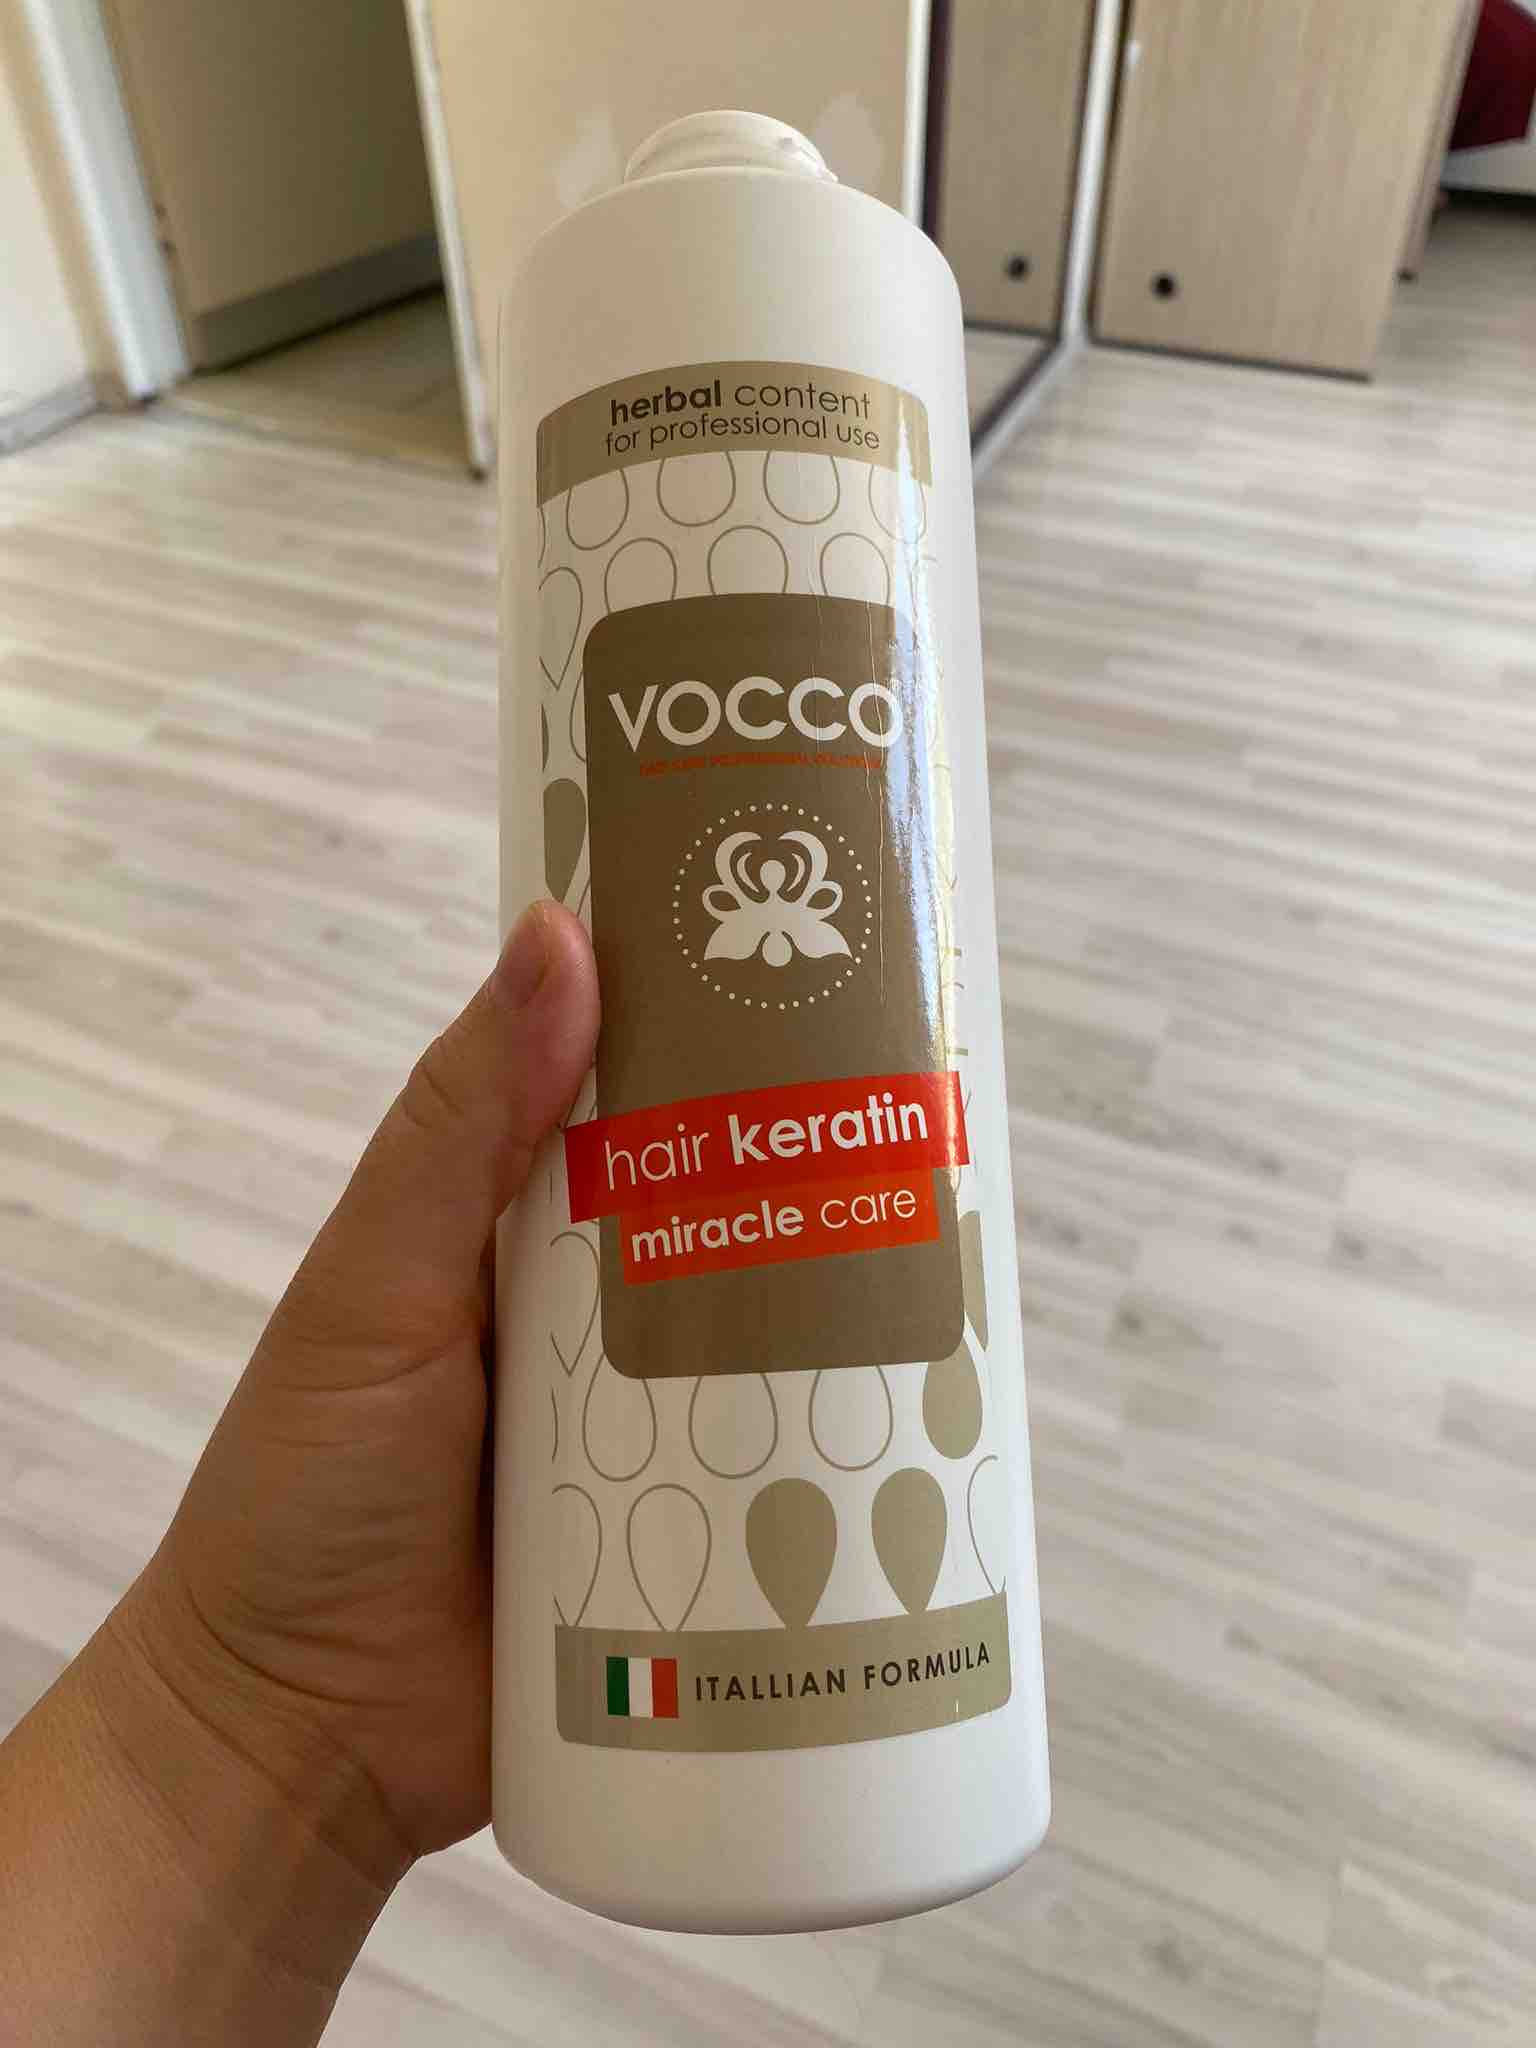 herbal content
for professional use
VOCCO
hair keratin
miracle care
ITALLIAN FORMULA